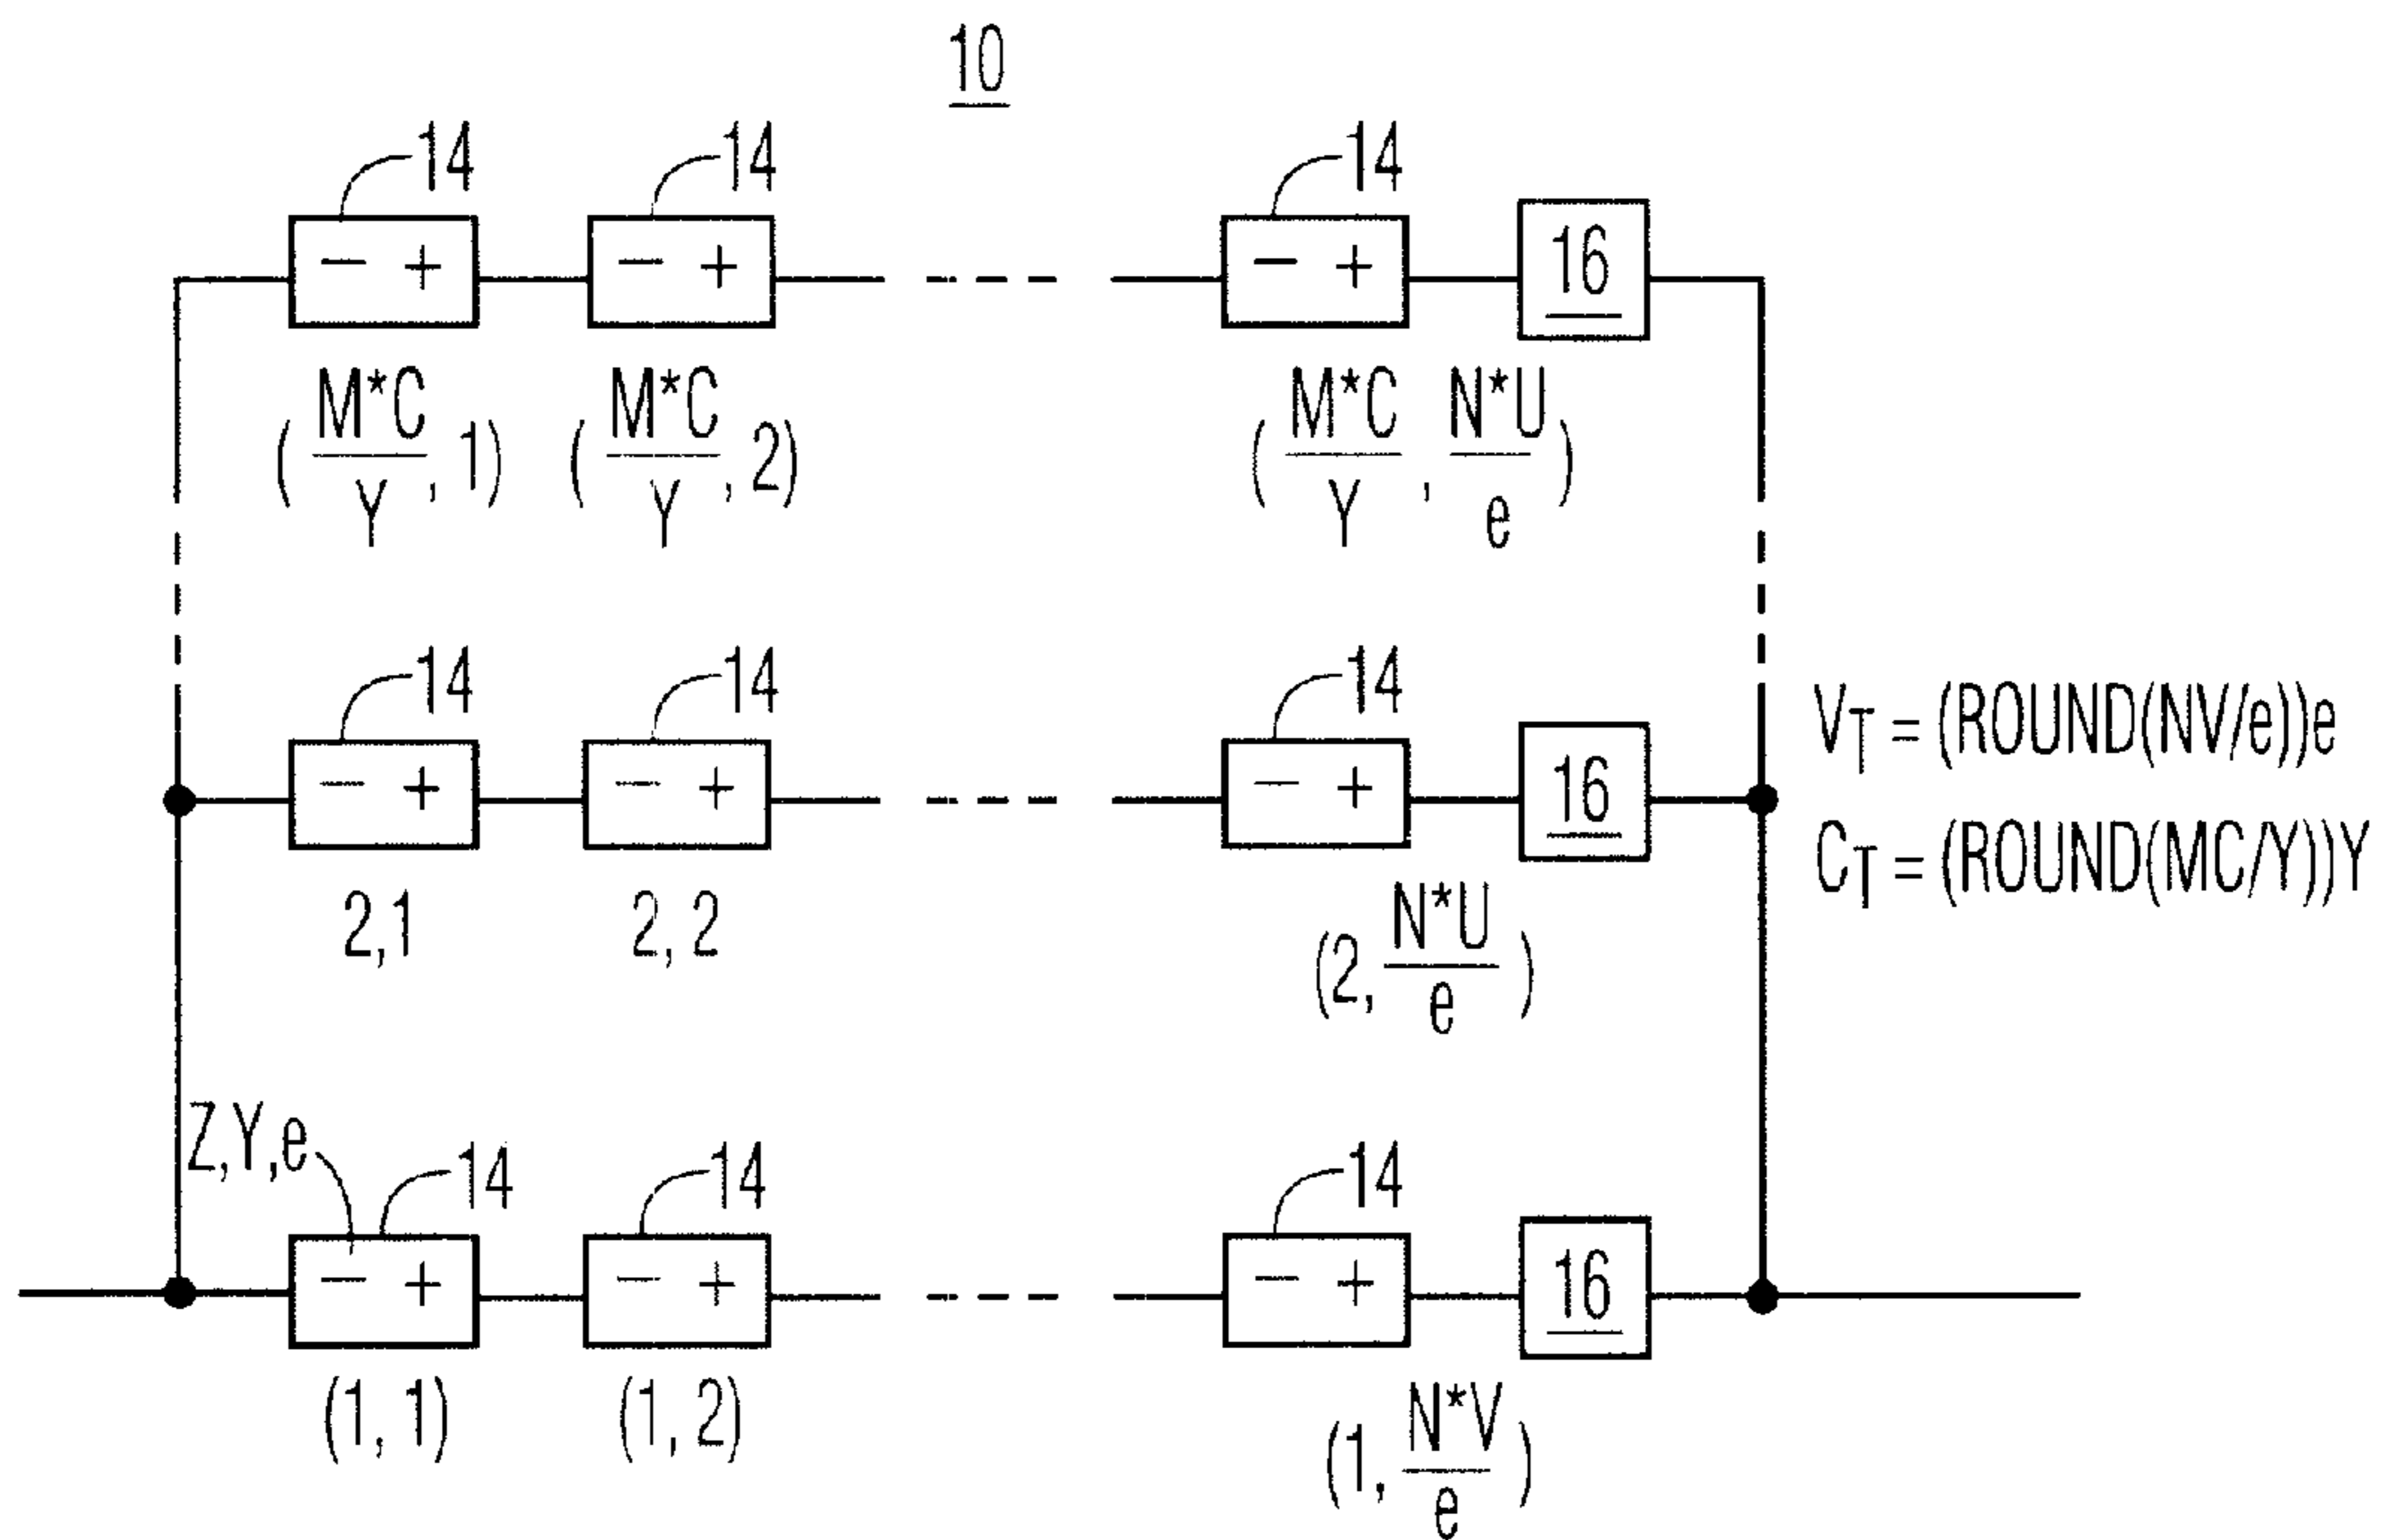 10
14 14 14
- + - + - + 16
(M*C/Y, 1) (M*C/Y, 2) (M*C/Y, N*U/e)
14 14 14
- + - + - + 16
2,1 2, 2 (2, N*U/e)
V_T = (ROUND(NV/e))e
C_T = (ROUND(MC/Y))Y
Z,Y,e 14 14 14
- + - + - + 16
(1, 1) (1, 2) (1, N*V/e)